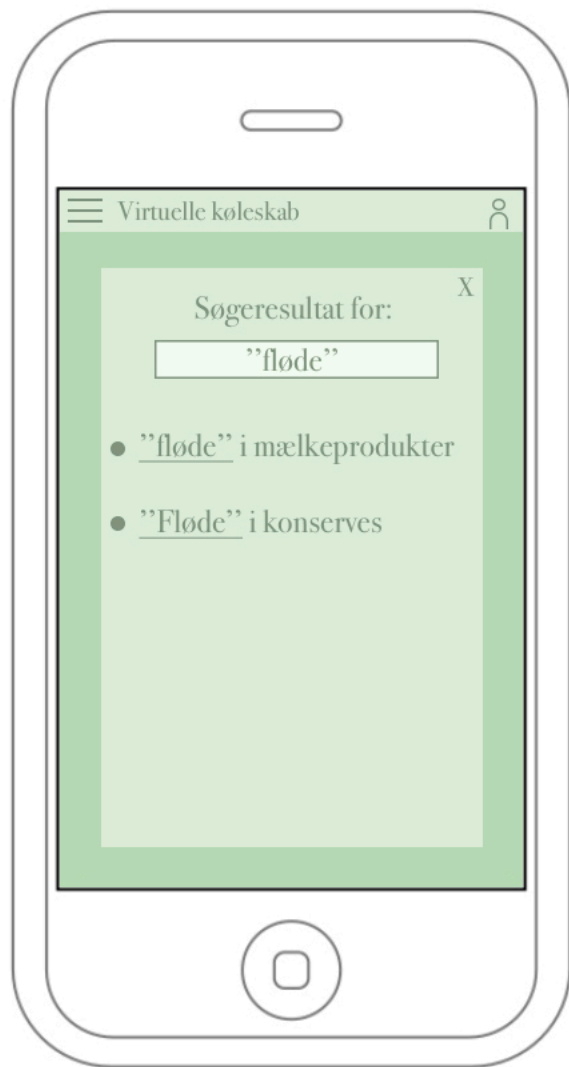 Virtuelle køleskab
X
Søgeresultat for:
”fløde”
”fløde” i mælkeprodukter
”Fløde” i konserves